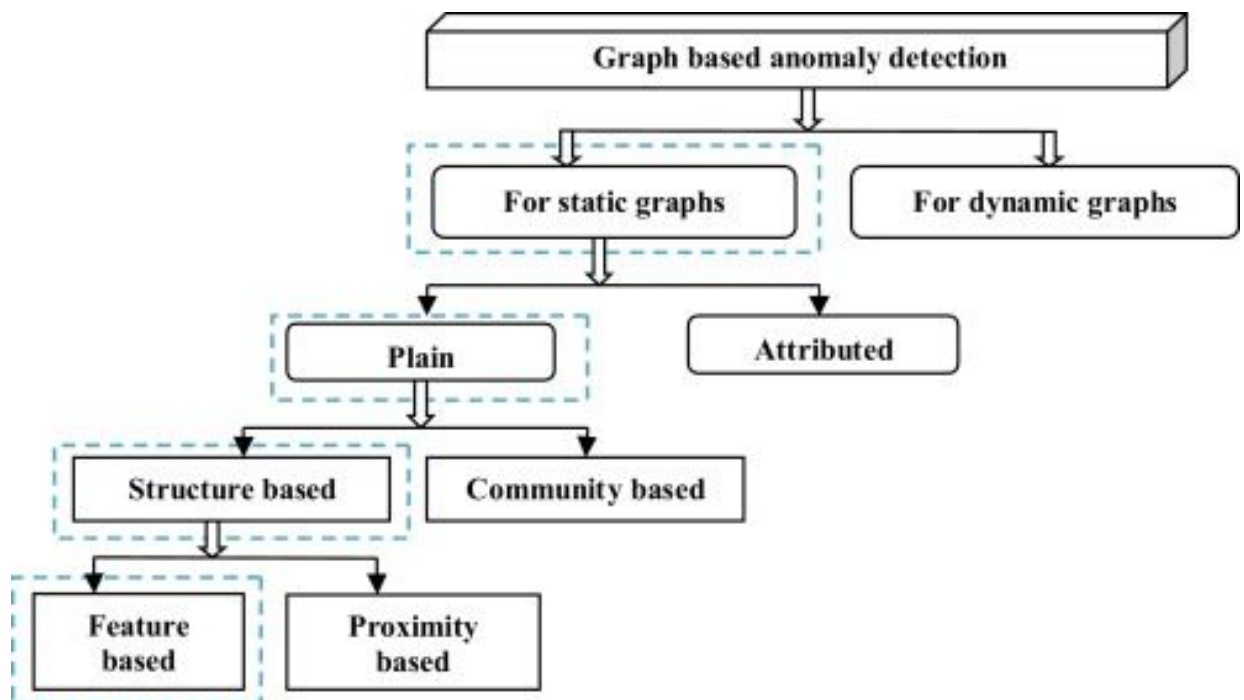 Graph based anomaly detection
For static graphs
For dynamic graphs
Plain
Attributed
Structure based
Community based
Feature
based
Proximity
based